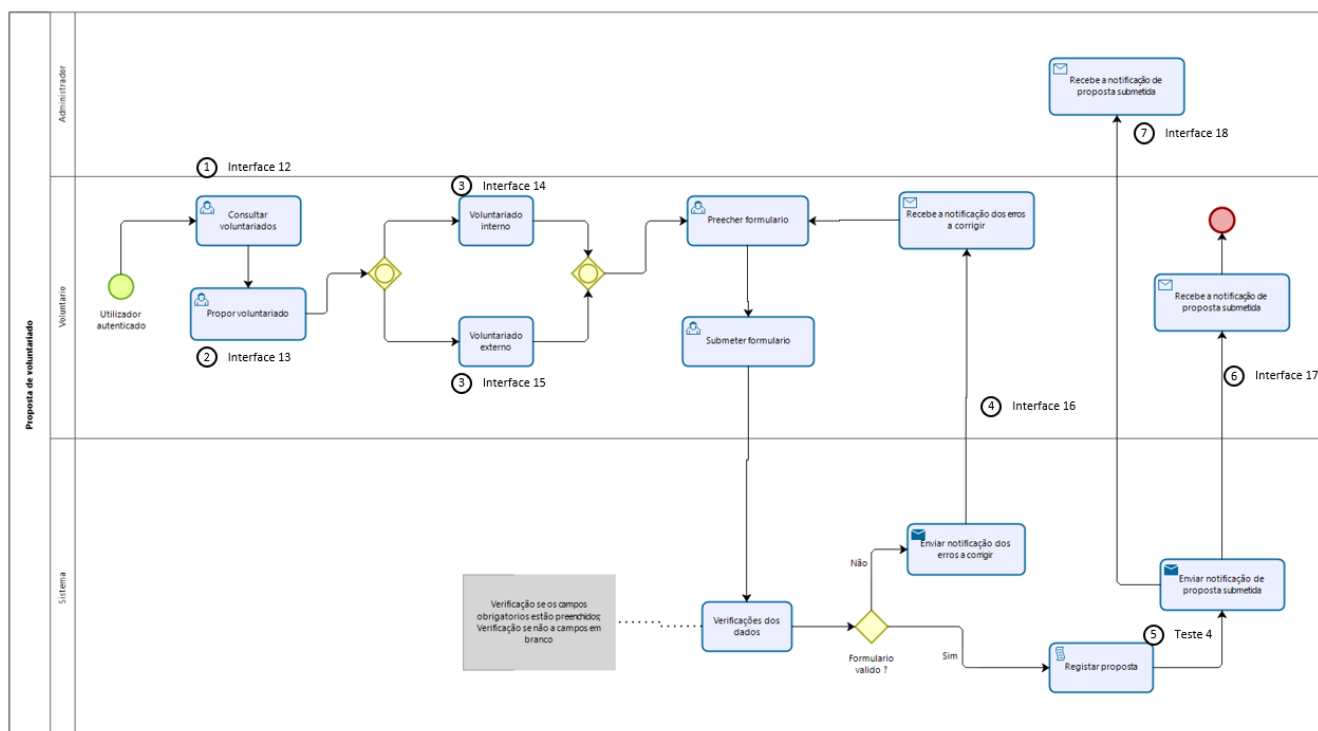 Proposta de voluntariado
Administrador
Recebe a notificação de
proposta submetida
7 Interface 18
1 Interface 12
Voluntario
Utilizador
autenticado
Consultar
voluntariados
Propor voluntariado
2 Interface 13
3 Interface 14
Voluntariado
interno
Voluntariado
externo
3 Interface 15
Preecher formulario
Submeter formulario
Recebe a notificação dos erros
a corrigir
4 Interface 16
Recebe a notificação de
proposta submetida
6 Interface 17
Sistema
Verificação se os campos
obrigatorios estão preenchidos;
Verificação se não a campos em
branco
Verificações dos
dados
Formulario
valido ?
Não
Sim
Enviar notificação dos
erros a corrigir
Registar proposta
5 Teste 4
Enviar notificação de
proposta submetida